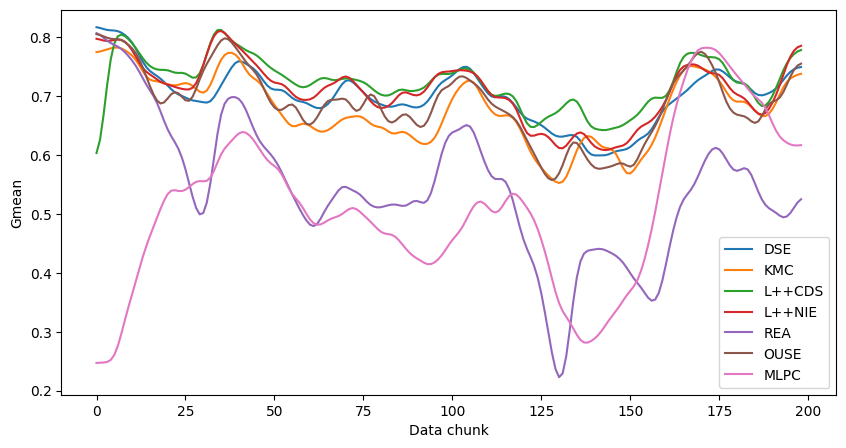 Gmean
0.8
0.7
0.6
0.5
0.4
0.3
0.2
0
25
50
75
100
125
150
175
200
Data chunk
DSE
KMC
L++CDS
L++NIE
REA
OUSE
MLPC